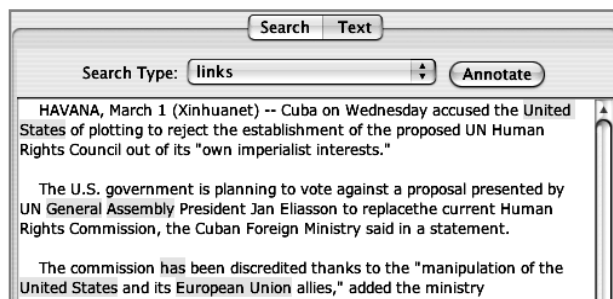 Search Text
Search Type: links Annotate
HAVANA, March 1 (Xinhuanet) -- Cuba on Wednesday accused the United
States of plotting to reject the establishment of the proposed UN Human
Rights Council out of its "own imperialist interests."
The U.S. government is planning to vote against a proposal presented by
UN General Assembly President Jan Eliasson to replacethe current Human
Rights Commission, the Cuban Foreign Ministry said in a statement.
The commission has been discredited thanks to the "manipulation of the
United States and its European Union allies," added the ministry